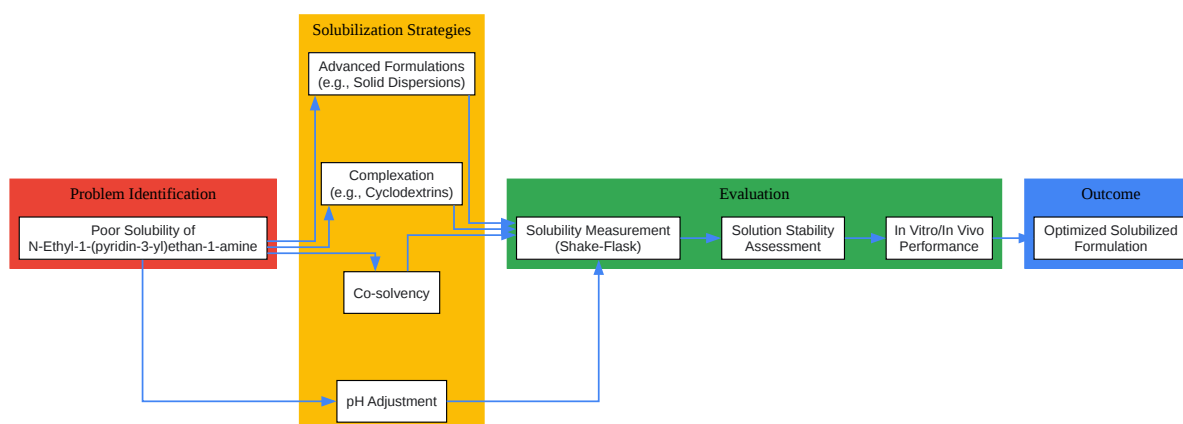 Solubilization Strategies
Advanced Formulations
(e.g., Solid Dispersions)
Complexation
(e.g., Cyclodextrins)
Co-solvency
pH Adjustment
Problem Identification
Poor Solubility of
N-Ethyl-1-(pyridin-3-yl)ethan-1-amine
Evaluation
Solubility Measurement
(Shake-Flask)
Solution Stability
Assessment
In Vitro/In Vivo
Performance
Outcome
Optimized Solubilized
Formulation